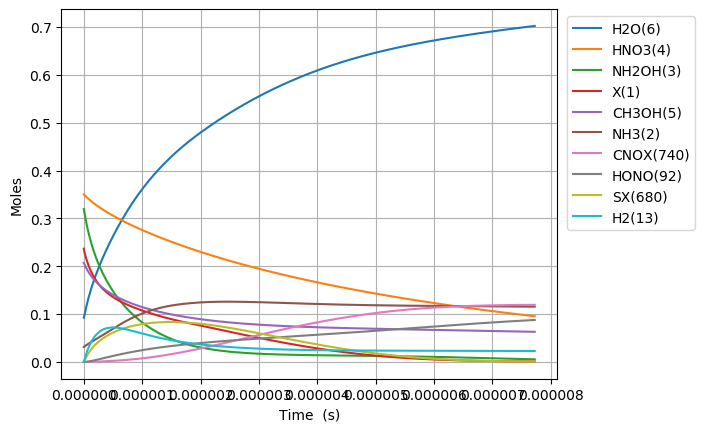 0.7
0.6
0.5
0.4
0.3
0.2
0.1
0.0
Moles
0.000000 0.000001 0.000002 0.000003 0.000004 0.000005 0.000006 0.000007 0.000008
Time (s)
H2O(6)
HNO3(4)
NH2OH(3)
X(1)
CH3OH(5)
NH3(2)
CNOX(740)
HONO(92)
SX(680)
H2(13)